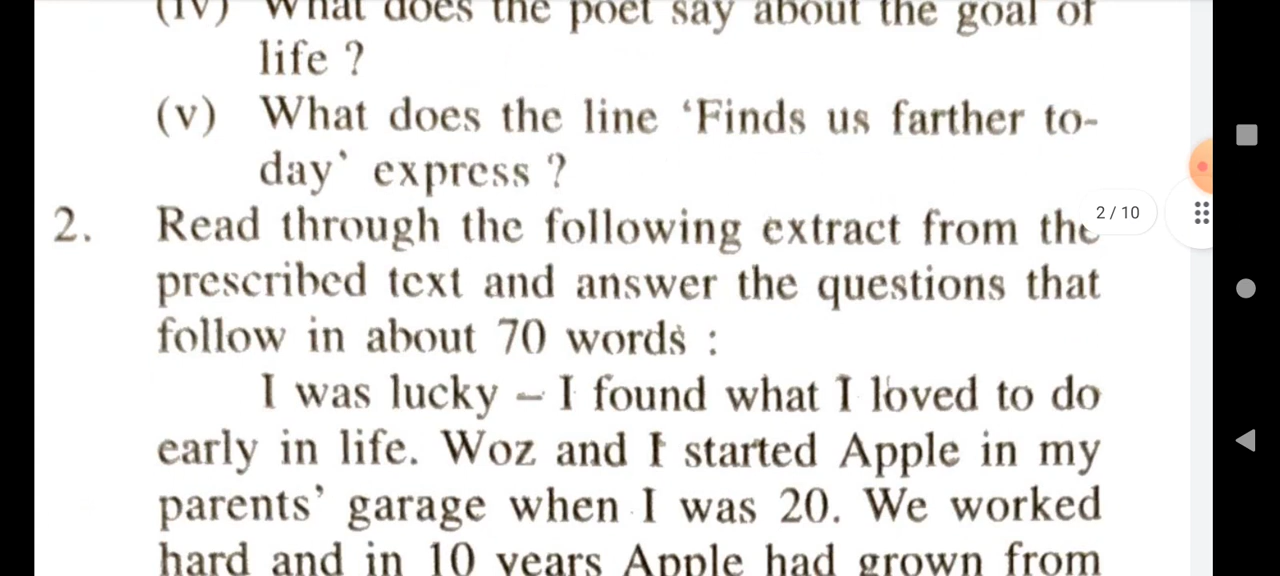 (iv) What does the poet say about the goal of
life ?
(v) What does the line ‘Finds us farther to-
day’ express ?
2. Read through the following extract from the
prescribed text and answer the questions that
follow in about 70 words :
I was lucky – I found what I loved to do
early in life. Woz and I started Apple in my
parents’ garage when I was 20. We worked
hard and in 10 years Apple had grown from
2 / 10